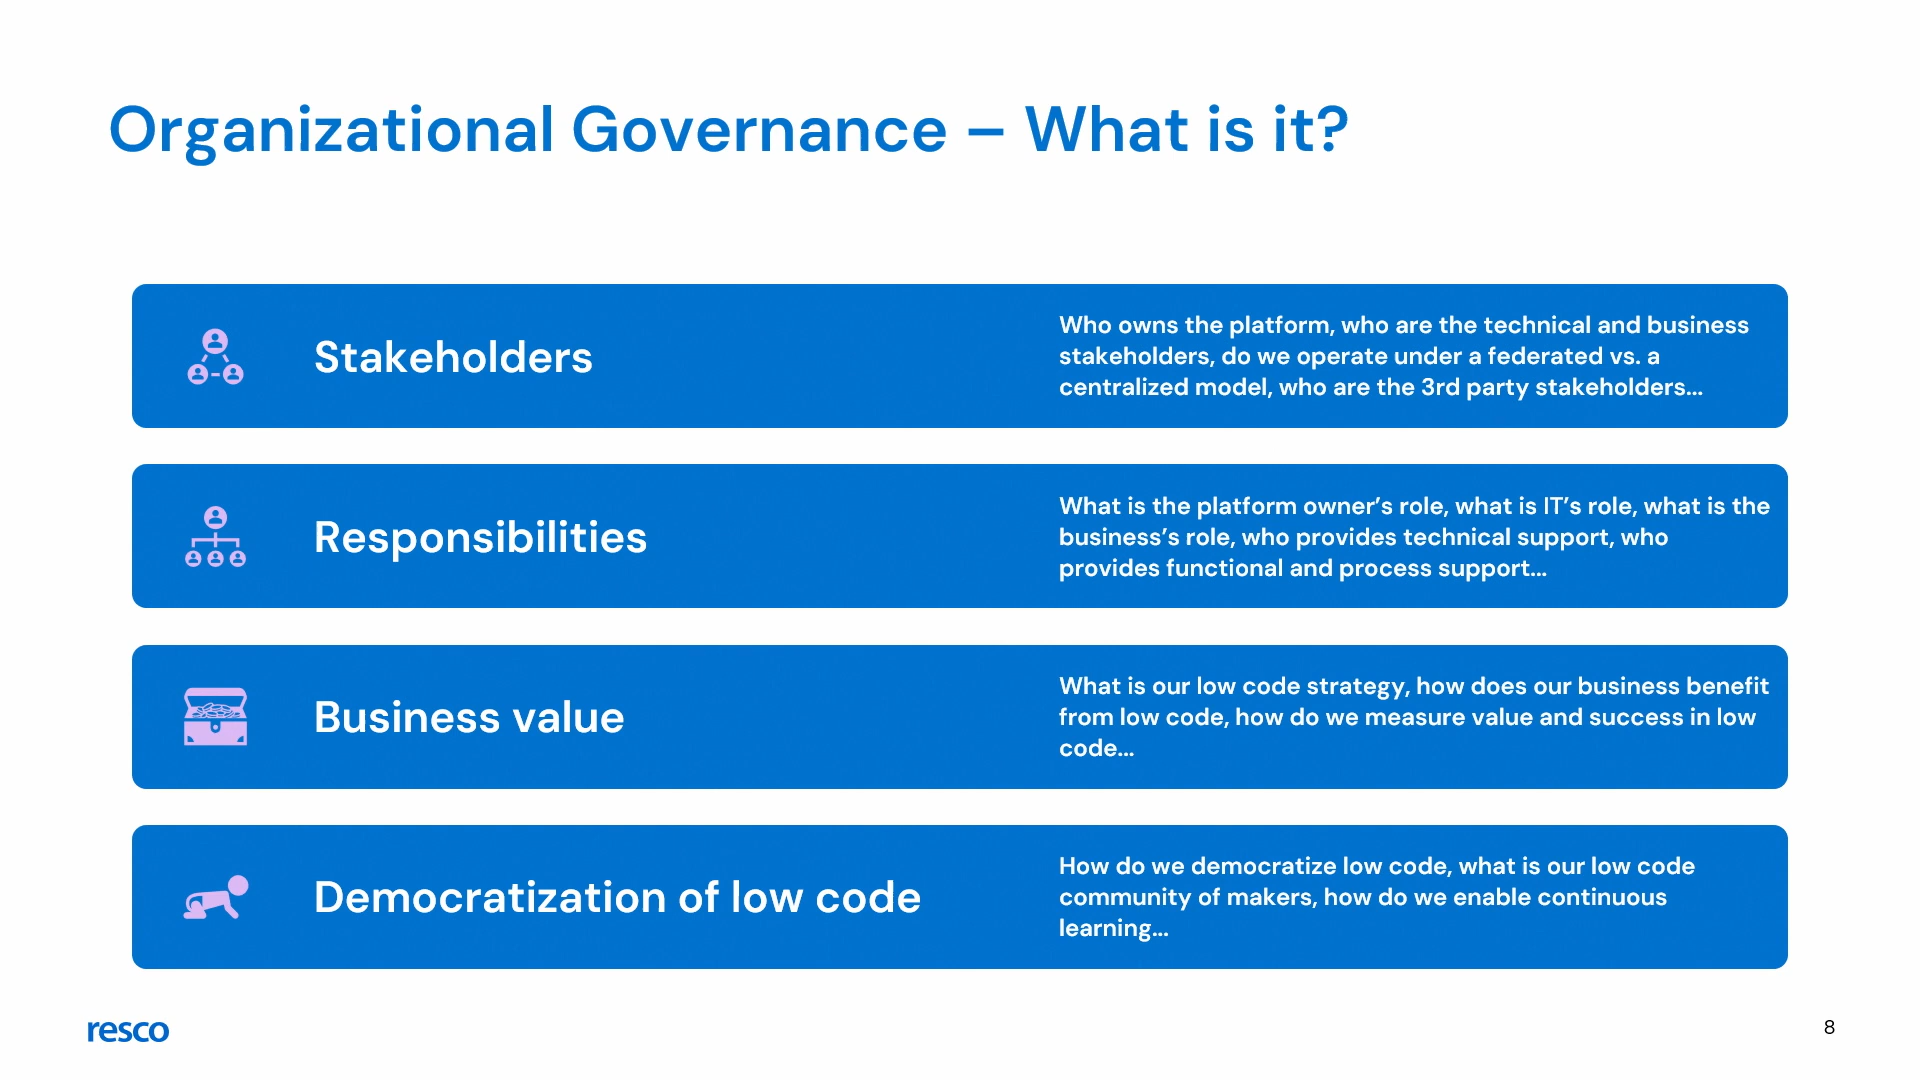 Organizational Governance – What is it?
Stakeholders
Who owns the platform, who are the technical and business
stakeholders, do we operate under a federated vs. a
centralized model, who are the 3rd party stakeholders...
Responsibilities
What is the platform owner’s role, what is IT’s role, what is the
business’s role, who provides technical support, who
provides functional and process support...
Business value
What is our low code strategy, how does our business benefit
from low code, how do we measure value and success in low
code...
Democratization of low code
How do we democratize low code, what is our low code
community of makers, how do we enable continuous
learning...
resco
8